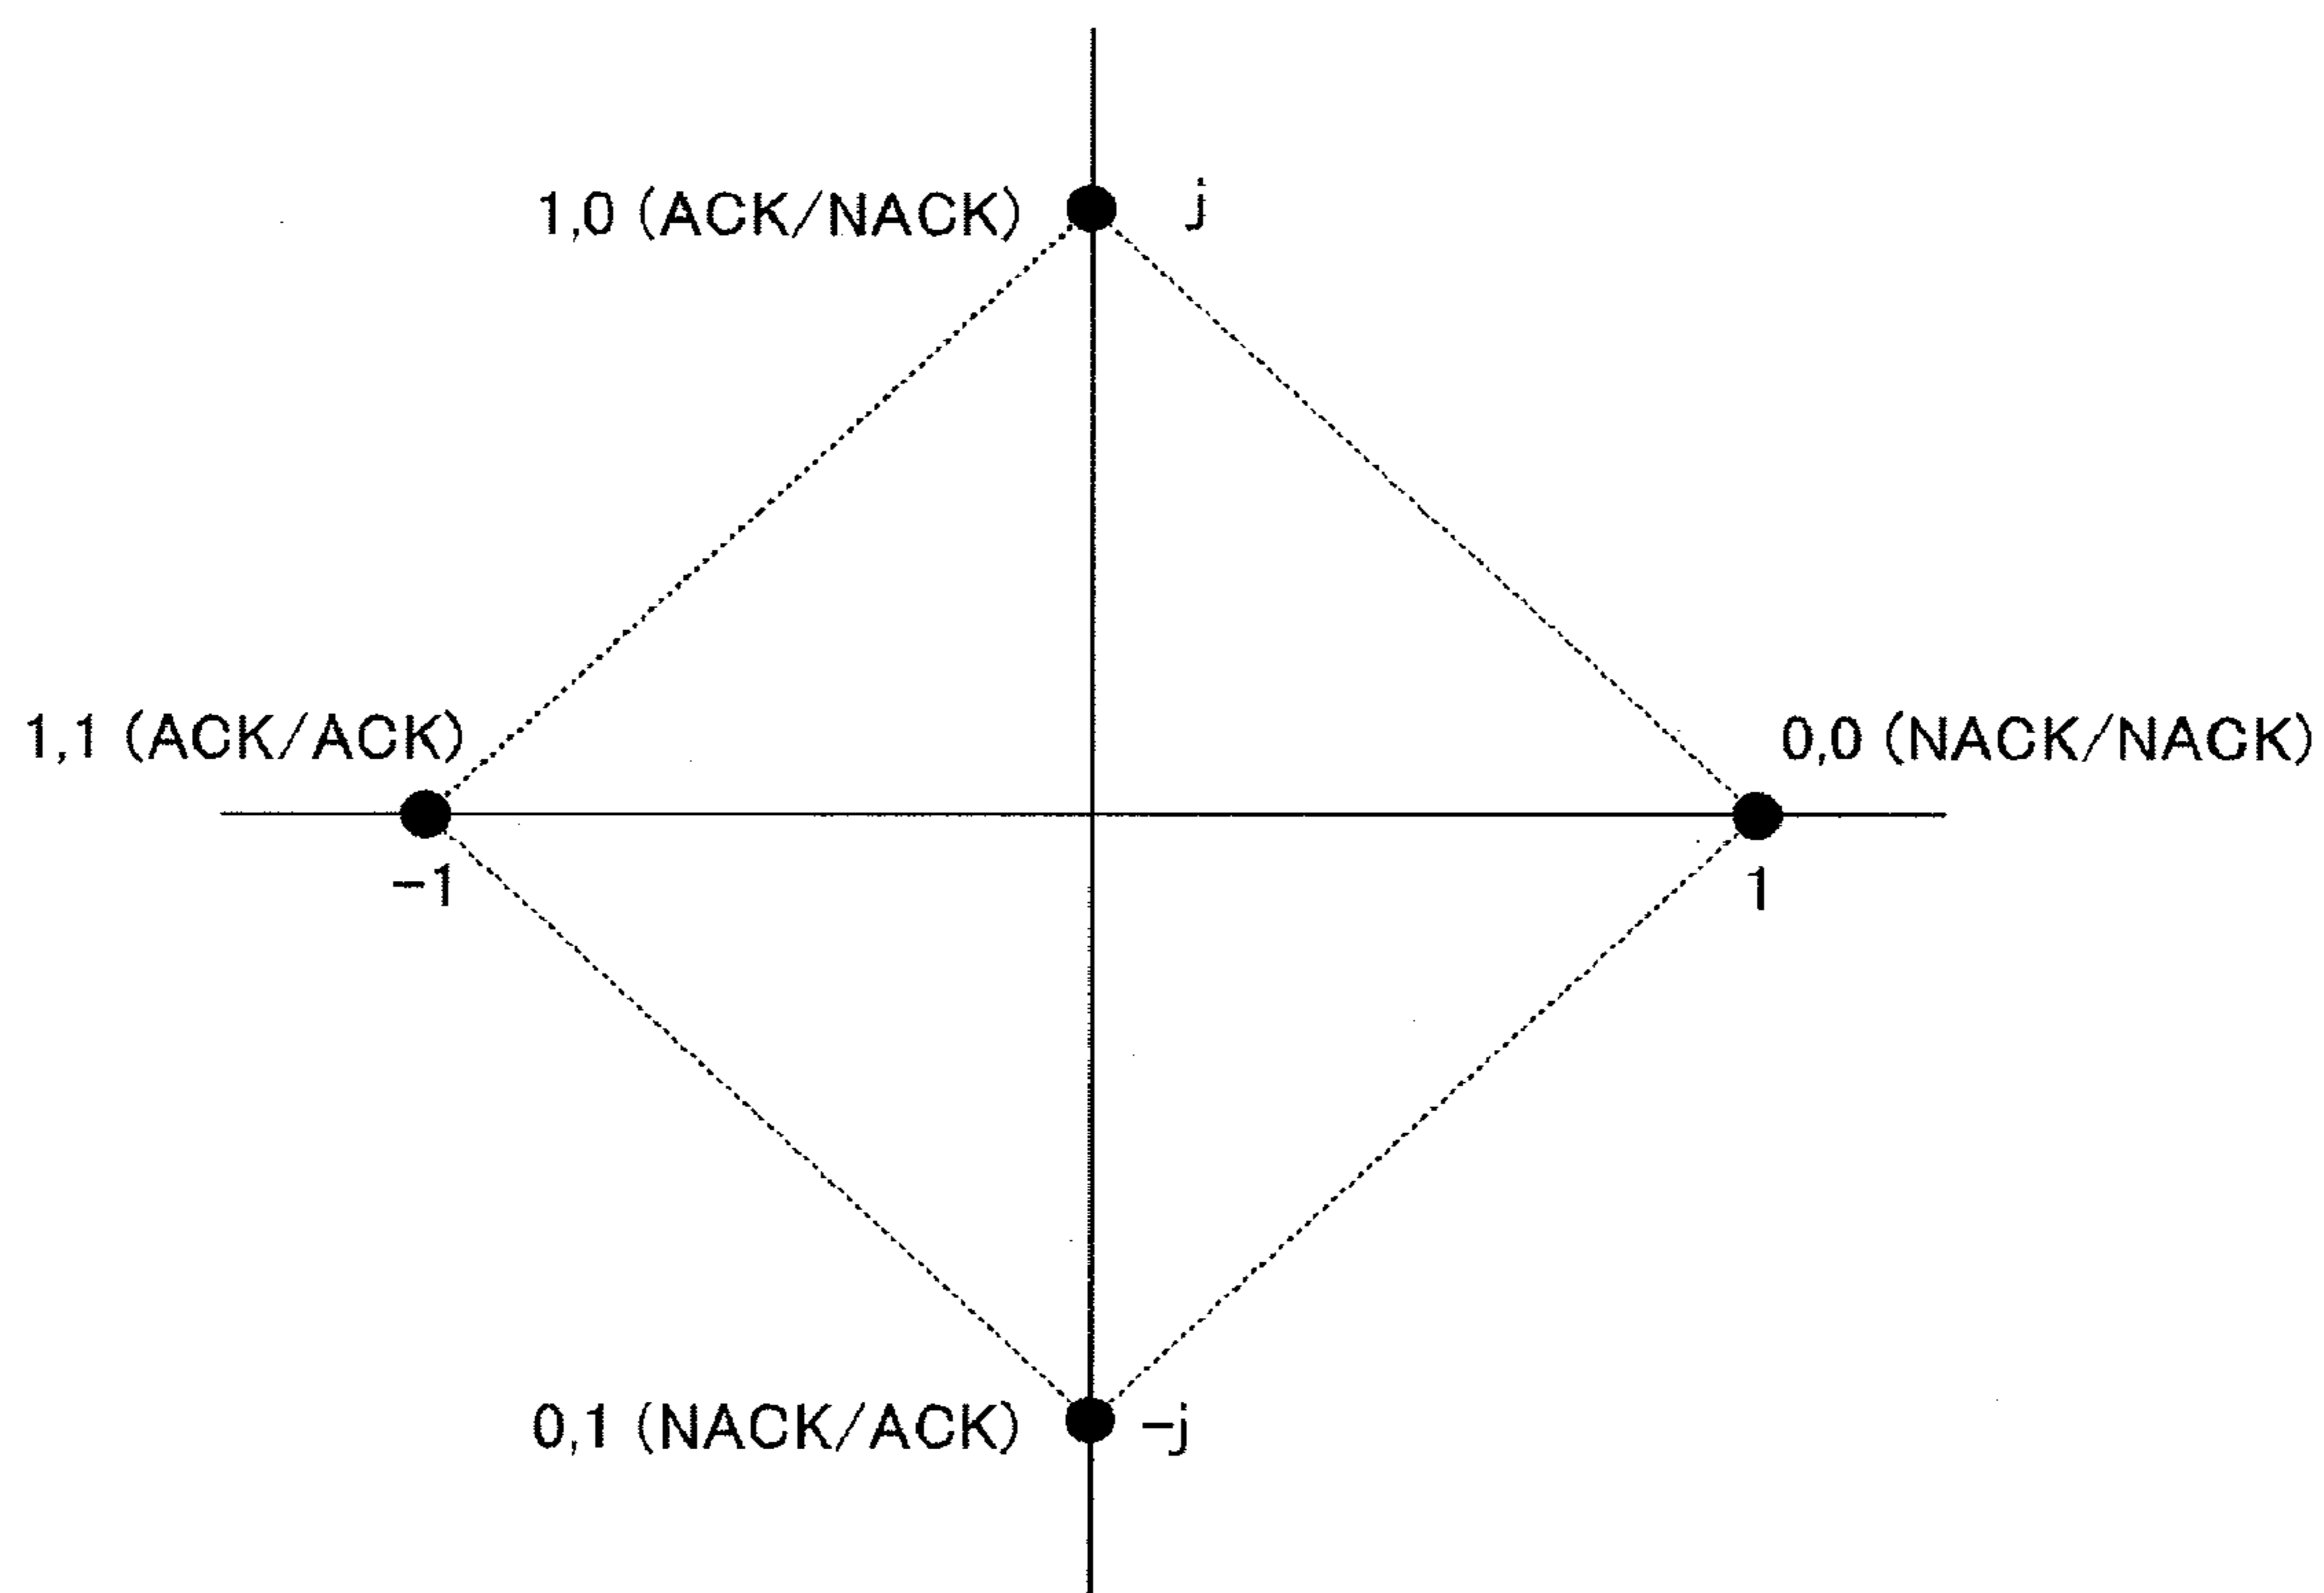 1,0 (ACK/NACK)
j
1,1 (ACK/ACK)
0,0 (NACK/NACK)
-1
1
0,1 (NACK/ACK)
-j